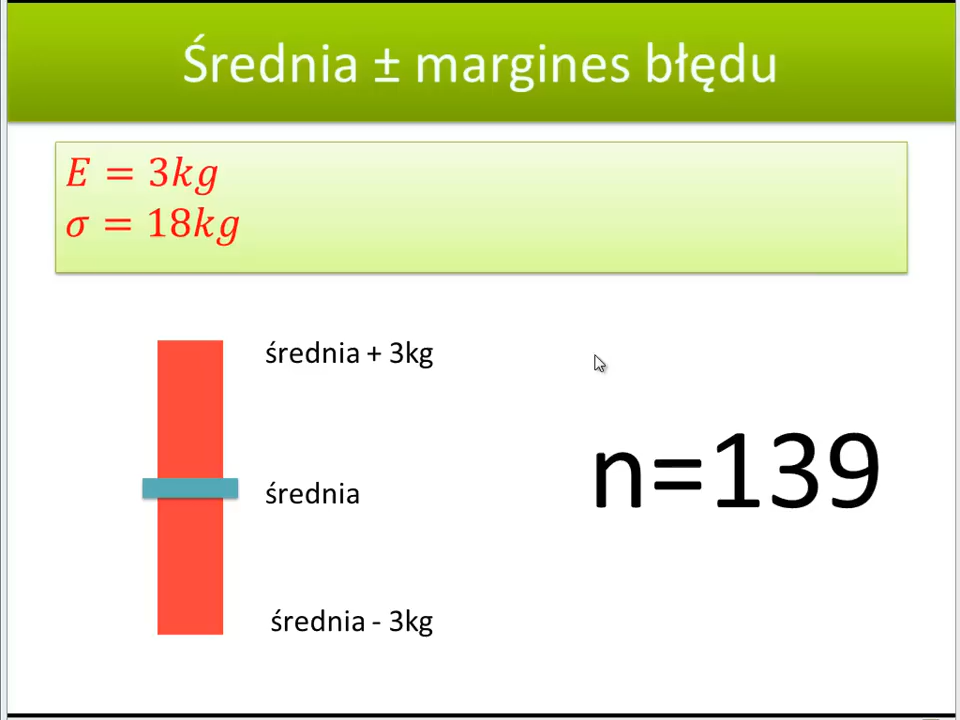 Średnia ± margines błędu
E = 3kg
σ = 18kg
średnia + 3kg
średnia
n=139
średnia - 3kg